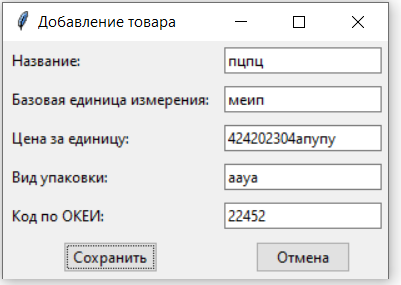 Добавление товара
Название: пцпц
Базовая единица измерения: меип
Цена за единицу: 424202304апупу
Вид упаковки: аауа
Код по ОКЕИ: 22452
Сохранить Отмена